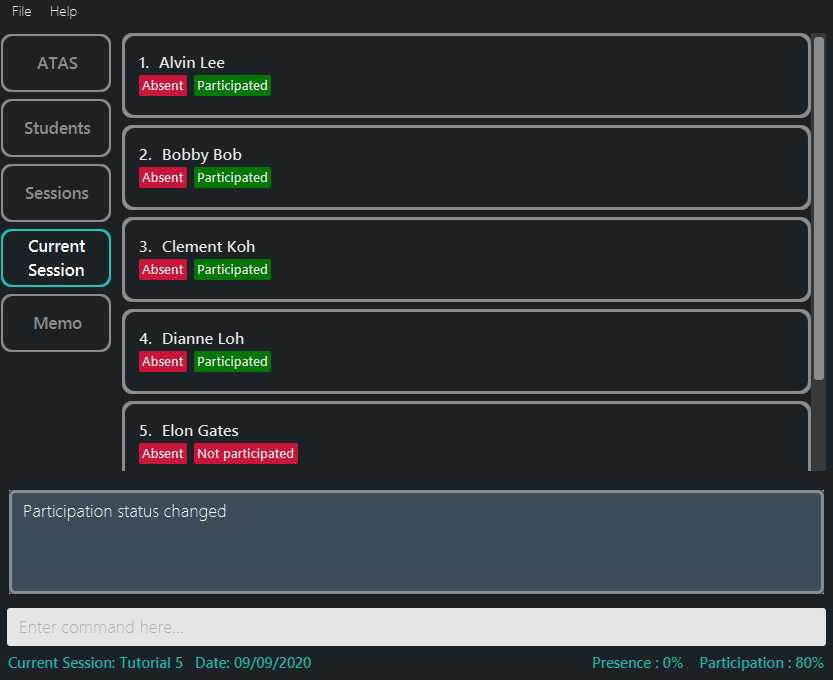 File Help
ATAS
Students
Sessions
Current
Session
Memo
1. Alvin Lee
Absent Participated
2. Bobby Bob
Absent Participated
3. Clement Koh
Absent Participated
4. Dianne Loh
Absent Participated
5. Elon Gates
Absent Not participated
Participation status changed
Enter command here...
Current Session: Tutorial 5 Date: 09/09/2020 Presence : 0% Participation : 80%